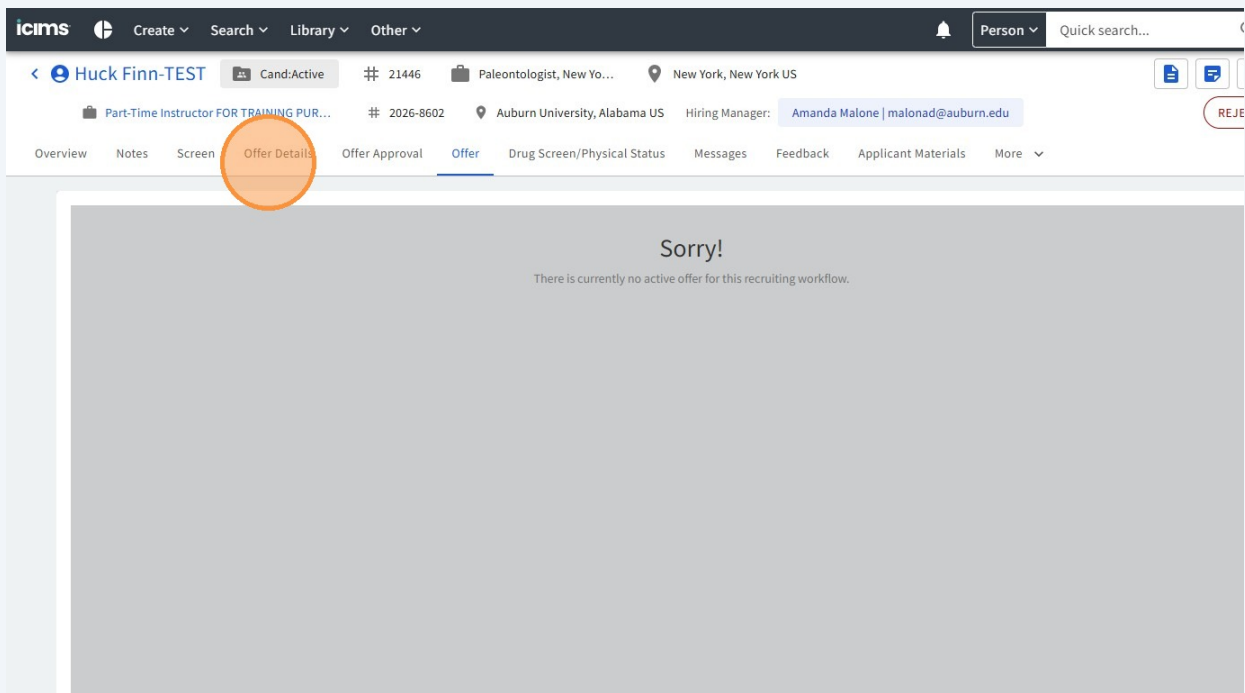 icims Create Search Library Other Person Quick search...
Huck Finn-TEST Cand:Active # 21446 Paleontologist, New Yo... New York, New York US
Part-Time Instructor FOR TRAINING PUR... # 2026-8602 Auburn University, Alabama US Hiring Manager: Amanda Malone | malonad@auburn.edu REJE
Overview Notes Screen Offer Details Offer Approval Offer Drug Screen/Physical Status Messages Feedback Applicant Materials More
Sorry!
There is currently no active offer for this recruiting workflow.